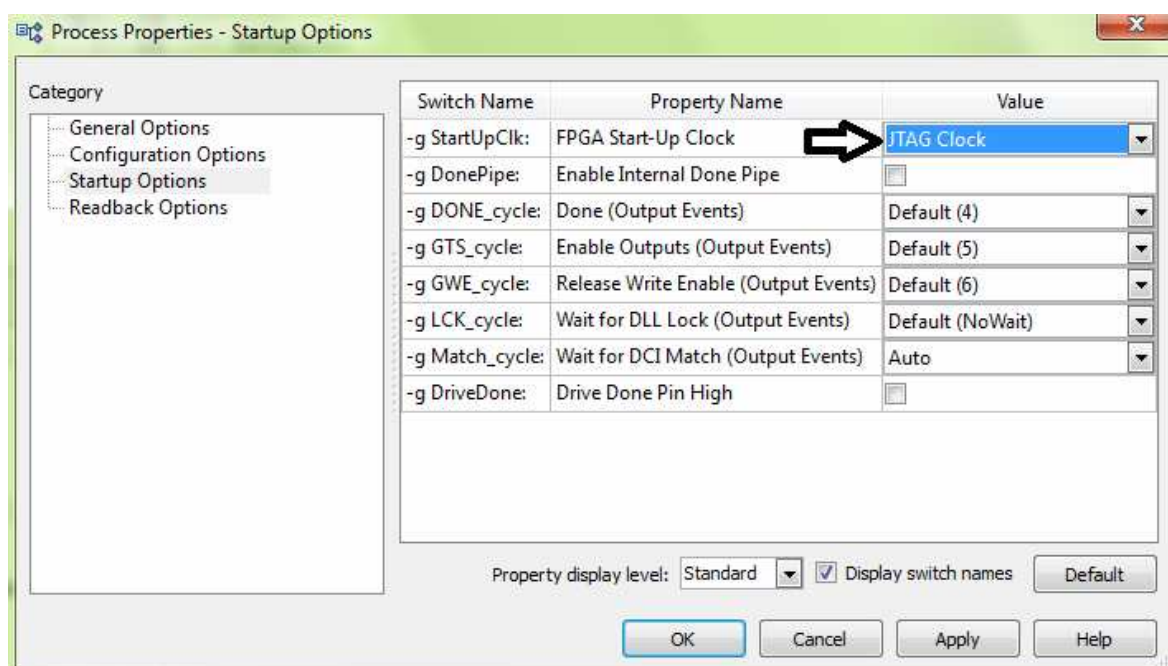 Process Properties - Startup Options
Category
General Options
Configuration Options
Startup Options
Readback Options
Switch Name Property Name Value
-g StartUpClk: FPGA Start-Up Clock JTAG Clock
-g DonePipe: Enable Internal Done Pipe
-g DONE_cycle: Done (Output Events) Default (4)
-g GTS_cycle: Enable Outputs (Output Events) Default (5)
-g GWE_cycle: Release Write Enable (Output Events) Default (6)
-g LCK_cycle: Wait for DLL Lock (Output Events) Default (NoWait)
-g Match_cycle: Wait for DCI Match (Output Events) Auto
-g DriveDone: Drive Done Pin High
Property display level: Standard Display switch names Default
OK Cancel Apply Help